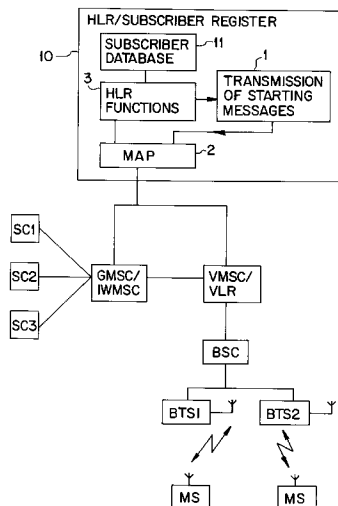 HLR/SUBSCRIBER REGISTER
10
SUBSCRIBER
DATABASE
11
3
HLR
FUNCTIONS
1
TRANSMISSION
OF STARTING
MESSAGES
MAP
2
SC1
SC2
SC3
GMSC/
IWMSC
VMSC/
VLR
BSC
BTS1
BTS2
MS
MS